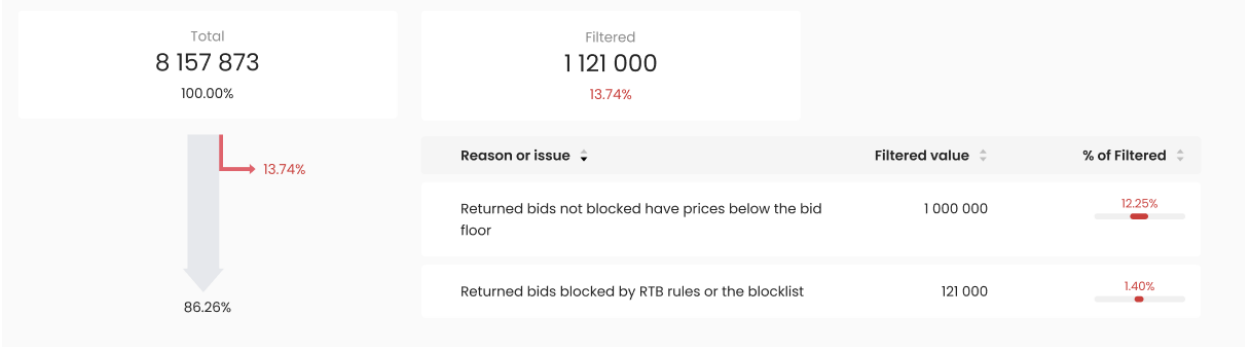 Total
8 157 873
100.00%
Filtered
1 121 000
13.74%
13.74%
86.26%
Reason or issue
Filtered value
% of Filtered
Returned bids not blocked have prices below the bid
floor
1 000 000
12.25%
Returned bids blocked by RTB rules or the blocklist
121 000
1.40%